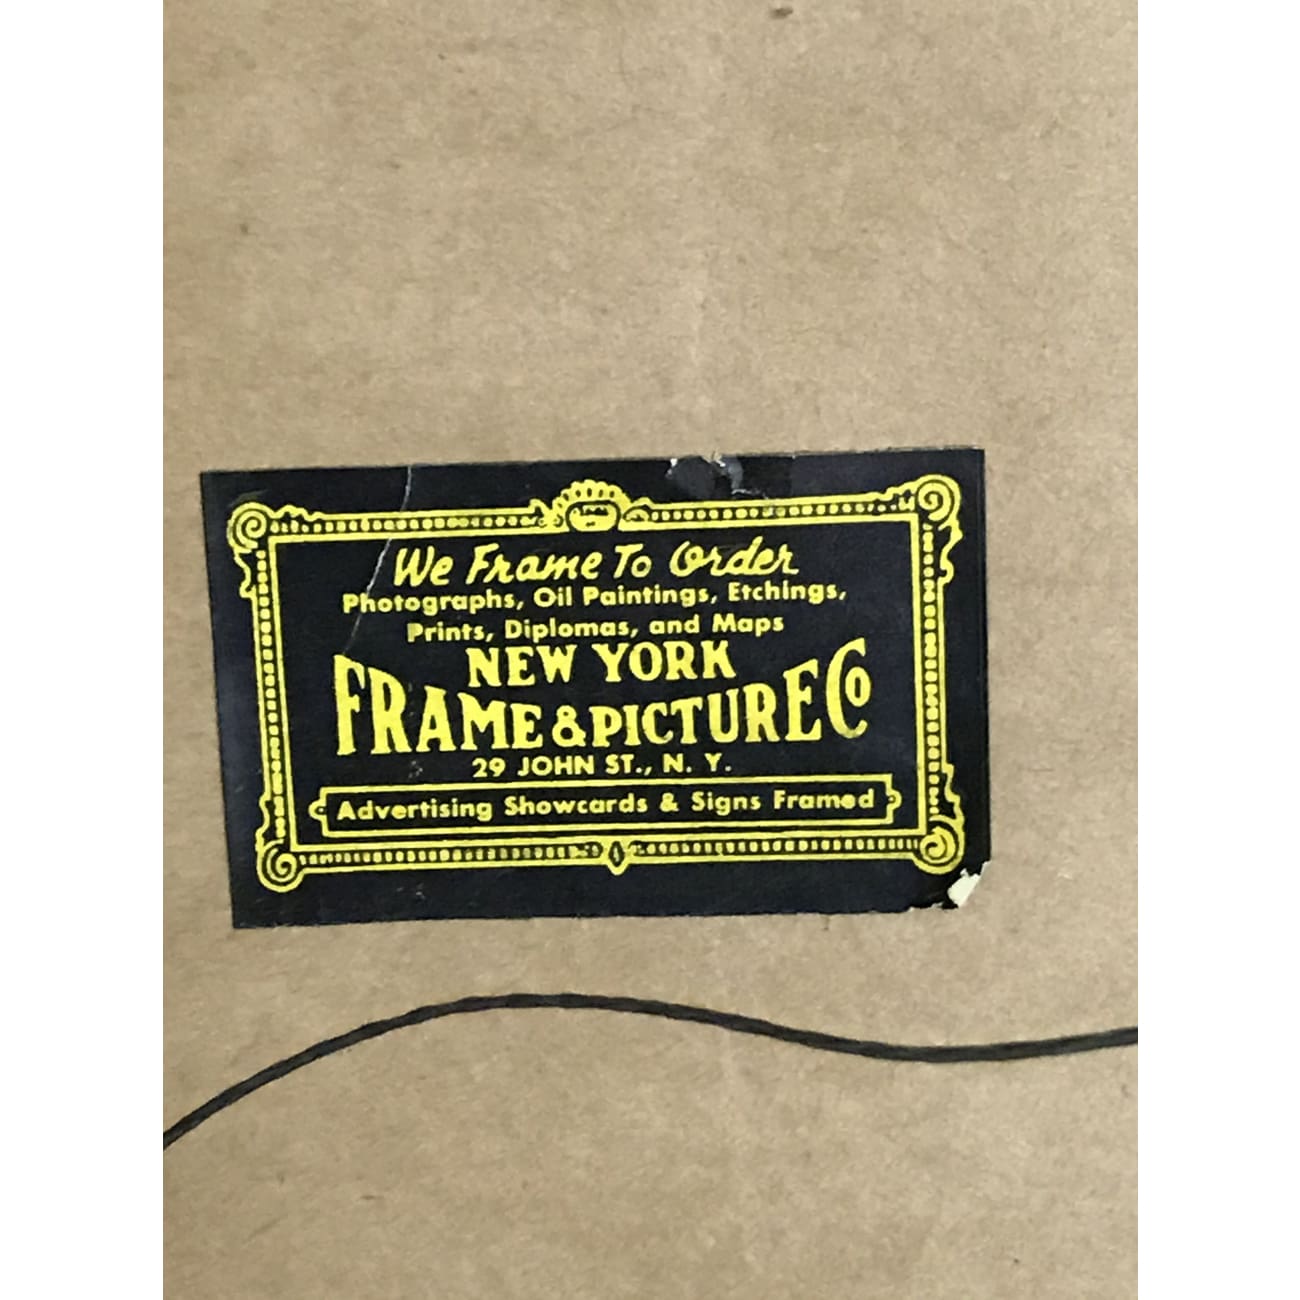 We Frame To Order
Photographs, Oil Paintings, Etchings,
Prints, Diplomas, and Maps
NEW YORK
FRAME & PICTURE Co
29 JOHN ST., N. Y.
Advertising Showcards & Signs Framed